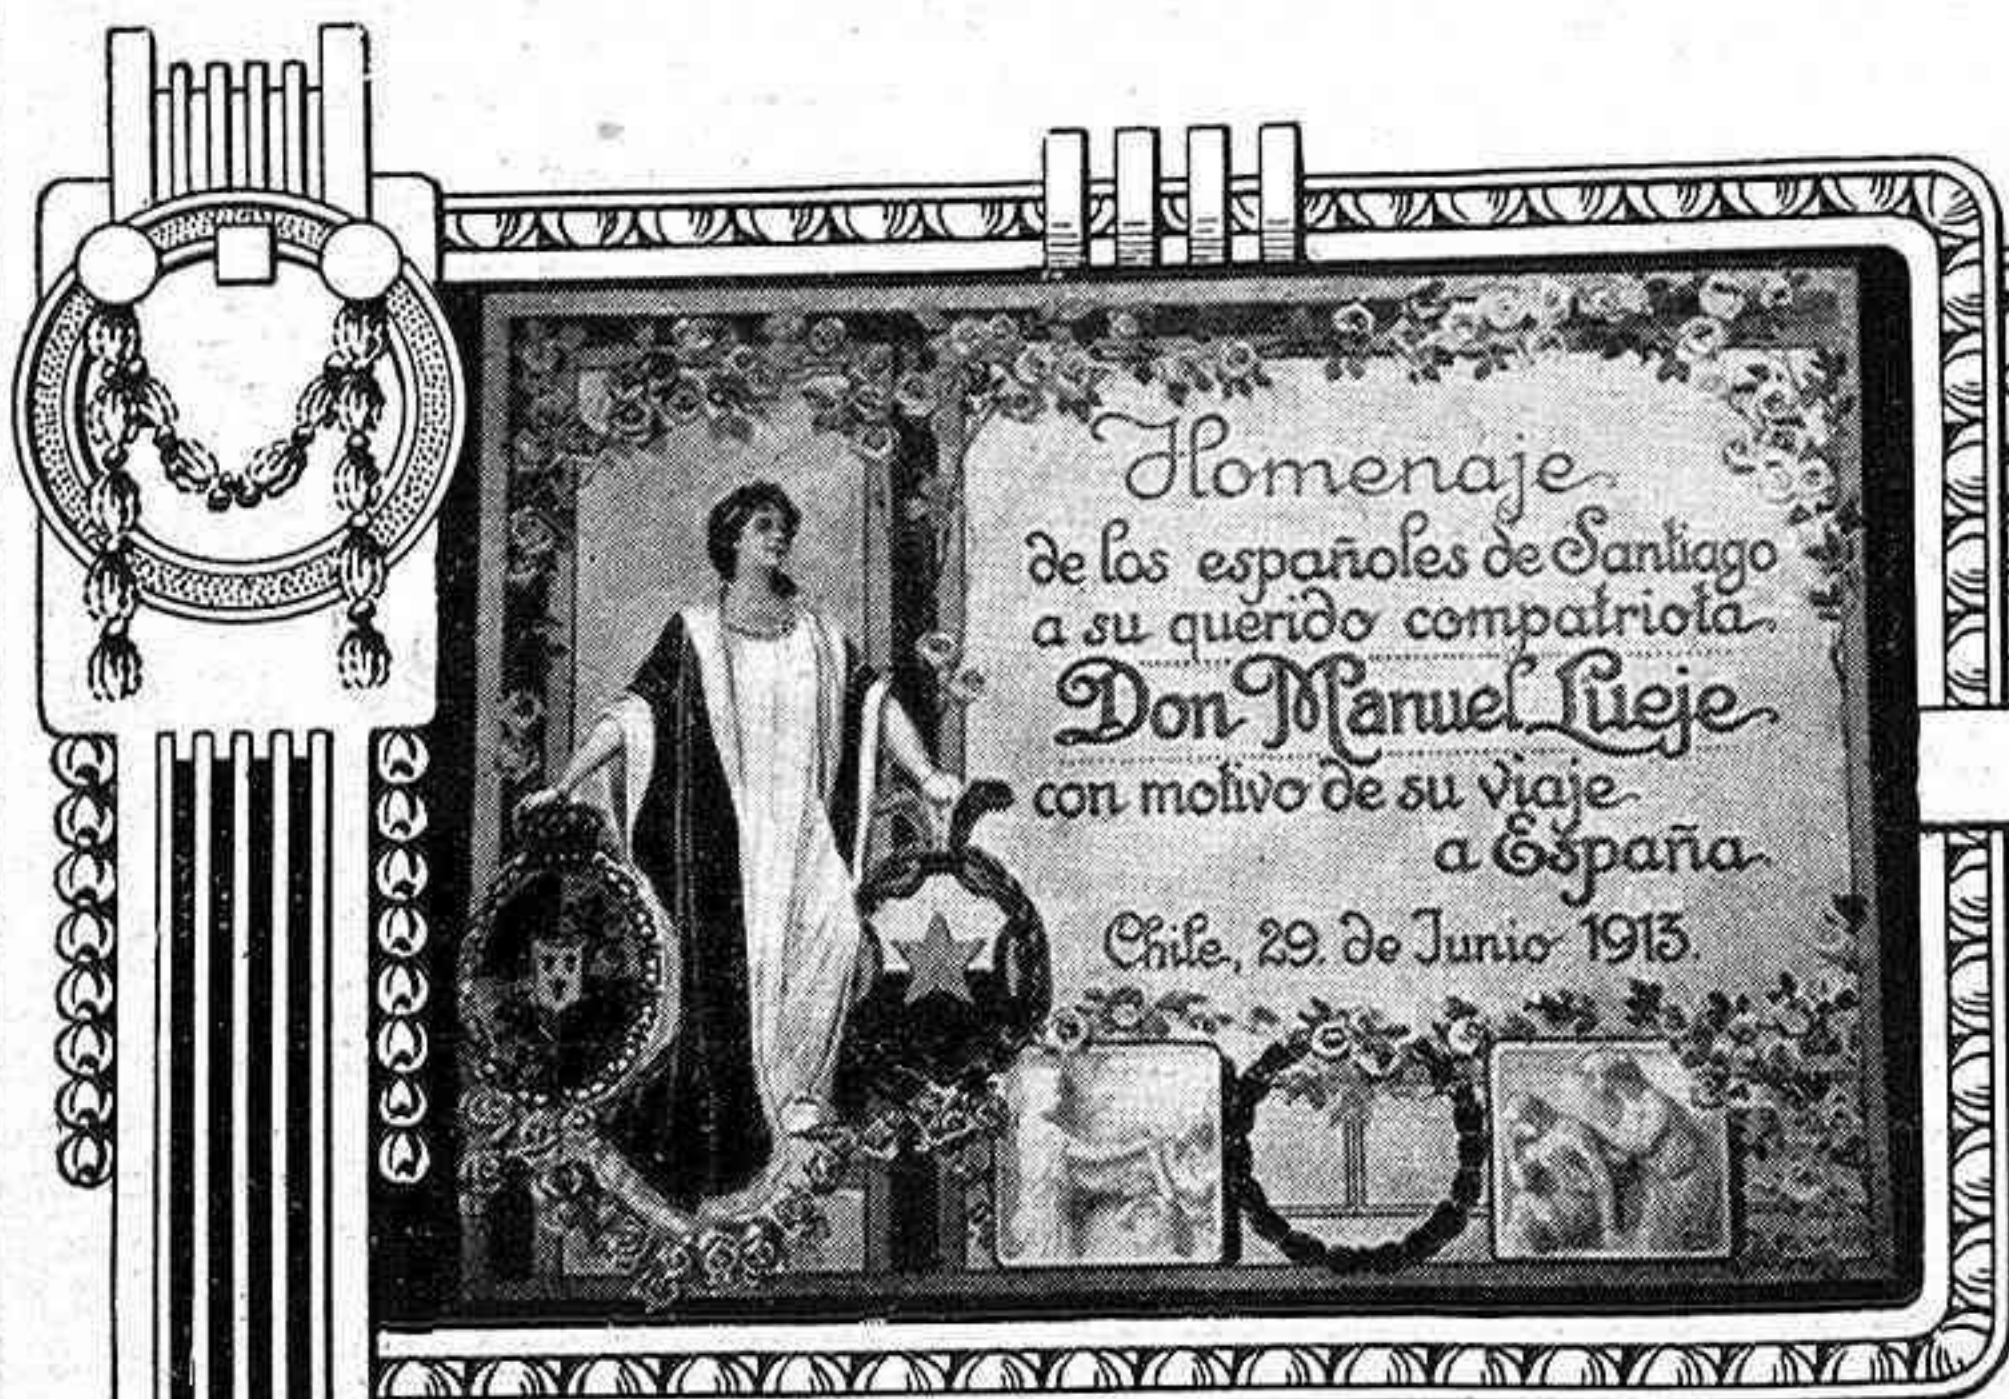 Homenaje
de los españoles de Santiago
a su querido compatriota
Don Manuel Lueje
con motivo de su viaje
a España
Chile, 29. de Junio 1913.